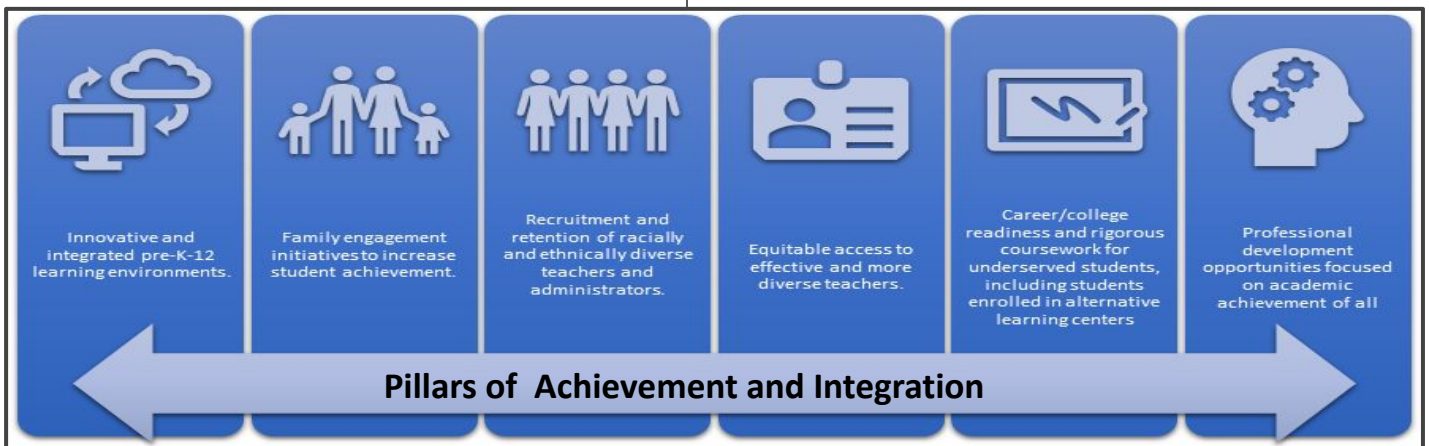 Innovative and
integrated pre-K-12
learning environments.
Family engagement
initiatives to increase
student achievement.
Recruitment and
retention of racially
and ethnically diverse
teachers and
administrators.
Equitable access to
effective and more
diverse teachers.
Career/college
readiness and rigorous
coursework for
underserved students,
including students
enrolled in alternative
learning centers
Professional
development
opportunities focused
on academic
achievement of all
Pillars of Achievement and Integration